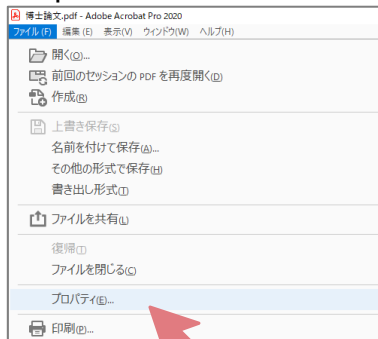 博士論文.pdf - Adobe Acrobat Pro 2020
ファイル(F) 編集(E) 表示(V) ウィンドウ(W) ヘルプ(H)
開く(O)...
前回のセッションの PDF を再度開く(D)
作成(R)
上書き保存(S)
名前を付けて保存(A)...
その他の形式で保存(H)
書き出し形式(T)
ファイルを共有(L)
復帰(T)
ファイルを閉じる(C)
プロパティ(E)...
印刷(P)...